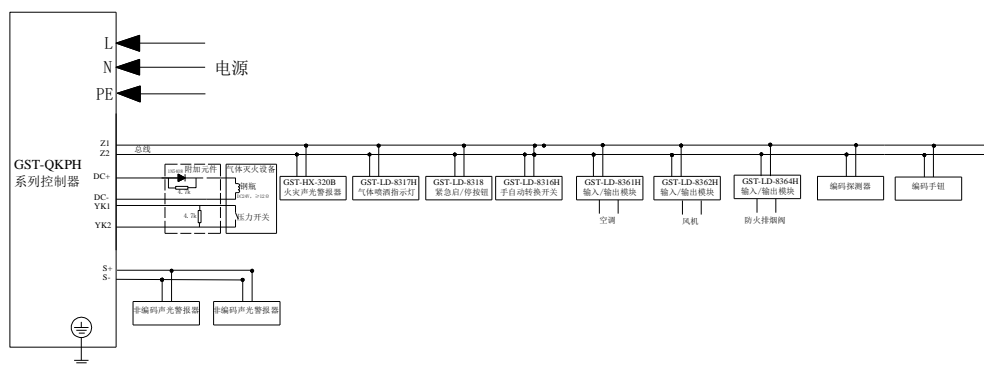 L
N
PE
电源
GST-QKPH
系列控制器
Z1
Z2
总线
DC+
DC-
YK1
YK2
S+
S-
附加元件
4.7k
4.7k
气体灭火设备
钢瓶
压力开关
GST-HX-320B
火灾声光警报器
GST-LD-8317H
气体喷洒指示灯
GST-LD-8318
紧急启/停按钮
GST-LD-8316H
手自动转换开关
GST-LD-8361H
输入/输出模块
空调
GST-LD-8362H
输入/输出模块
风机
GST-LD-8364H
输入/输出模块
防火排烟阀
编码探测器
编码手钮
非编码声光警报器
非编码声光警报器